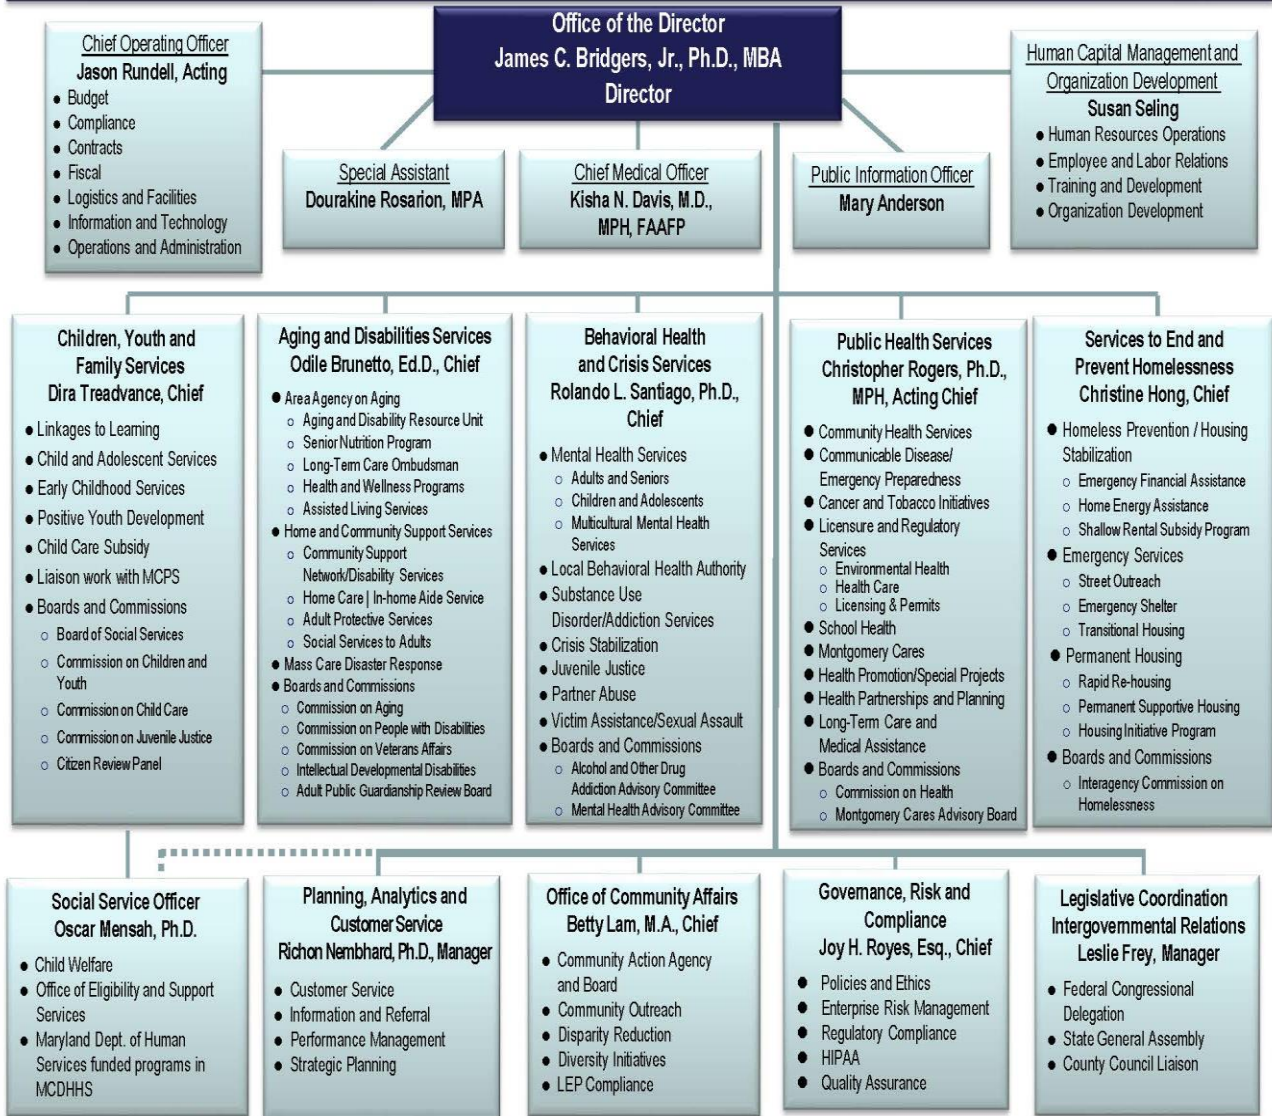 Office of the Director
James C. Bridgers, Jr., Ph.D., MBA
Director
Chief Operating Officer
Jason Rundell, Acting
● Budget
● Compliance
● Contracts
● Fiscal
● Logistics and Facilities
● Information and Technology
● Operations and Administration
Special Assistant
Dourakine Rosarion, MPA
Chief Medical Officer
Kisha N. Davis, M.D.,
MPH, FAAFP
Public Information Officer
Mary Anderson
Human Capital Management and
Organization Development
Susan Seling
● Human Resources Operations
● Employee and Labor Relations
● Training and Development
● Organization Development
Children, Youth and
Family Services
Dira Treadvance, Chief
● Linkages to Learning
● Child and Adolescent Services
● Early Childhood Services
● Positive Youth Development
● Child Care Subsidy
● Liaison work with MCPS
● Boards and Commissions
○ Board of Social Services
○ Commission on Children and
Youth
○ Commission on Child Care
○ Commission on Juvenile Justice
○ Citizen Review Panel
Aging and Disabilities Services
Odile Brunetto, Ed.D., Chief
● Area Agency on Aging
○ Aging and Disability Resource Unit
○ Senior Nutrition Program
○ Long-Term Care Ombudsman
○ Health and Wellness Programs
○ Assisted Living Services
● Home and Community Support Services
○ Community Support
Network/Disability Services
○ Home Care | In-home Aide Service
○ Adult Protective Services
○ Social Services to Adults
● Mass Care Disaster Response
● Boards and Commissions
○ Commission on Aging
○ Commission on People with Disabilities
○ Commission on Veterans Affairs
○ Intellectual Developmental Disabilities
○ Adult Public Guardianship Review Board
Behavioral Health
and Crisis Services
Rolando L. Santiago, Ph.D.,
Chief
● Mental Health Services
○ Adults and Seniors
○ Children and Adolescents
○ Multicultural Mental Health
Services
● Local Behavioral Health Authority
● Substance Use
Disorder/Addiction Services
● Crisis Stabilization
● Juvenile Justice
● Partner Abuse
● Victim Assistance/Sexual Assault
● Boards and Commissions
○ Alcohol and Other Drug
Addiction Advisory Committee
○ Mental Health Advisory Committee
Public Health Services
Christopher Rogers, Ph.D.,
MPH, Acting Chief
● Community Health Services
● Communicable Disease/
Emergency Preparedness
● Cancer and Tobacco Initiatives
● Licensure and Regulatory
Services
○ Environmental Health
○ Health Care
○ Licensing & Permits
● School Health
● Montgomery Cares
● Health Promotion/Special Projects
● Health Partnerships and Planning
● Long-Term Care and
Medical Assistance
● Boards and Commissions
○ Commission on Health
○ Montgomery Cares Advisory Board
Services to End and
Prevent Homelessness
Christine Hong, Chief
● Homeless Prevention / Housing
Stabilization
○ Emergency Financial Assistance
○ Home Energy Assistance
○ Shallow Rental Subsidy Program
● Emergency Services
○ Street Outreach
○ Emergency Shelter
○ Transitional Housing
● Permanent Housing
○ Rapid Re-housing
○ Permanent Supportive Housing
○ Housing Initiative Program
● Boards and Commissions
○ Interagency Commission on
Homelessness
Social Service Officer
Oscar Mensah, Ph.D.
● Child Welfare
● Office of Eligibility and Support
Services
● Maryland Dept. of Human
Services funded programs in
MCDHHS
Planning, Analytics and
Customer Service
Richon Nembhard, Ph.D., Manager
● Customer Service
● Information and Referral
● Performance Management
● Strategic Planning
Office of Community Affairs
Betty Lam, M.A., Chief
● Community Action Agency
and Board
● Community Outreach
● Disparity Reduction
● Diversity Initiatives
● LEP Compliance
Governance, Risk and
Compliance
Joy H. Royes, Esq., Chief
● Policies and Ethics
● Enterprise Risk Management
● Regulatory Compliance
● HIPAA
● Quality Assurance
Legislative Coordination
Intergovernmental Relations
Leslie Frey, Manager
● Federal Congressional
Delegation
● State General Assembly
● County Council Liaison